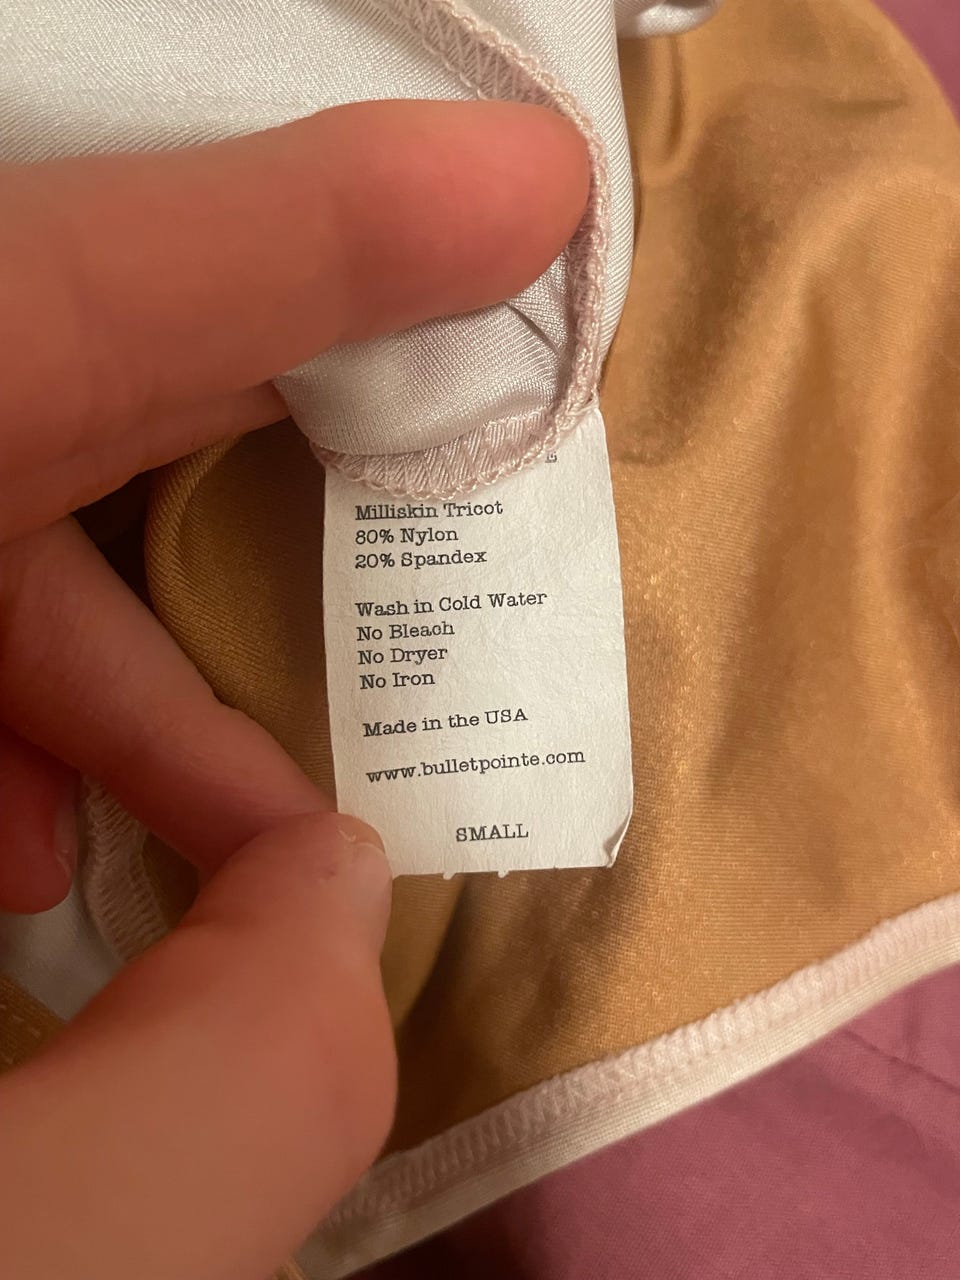 Milliskin Tricot
80% Nylon
20% Spandex
Wash in Cold Water
No Bleach
No Dryer
No Iron
Made in the USA
www.bulletpointe.com
SMALL